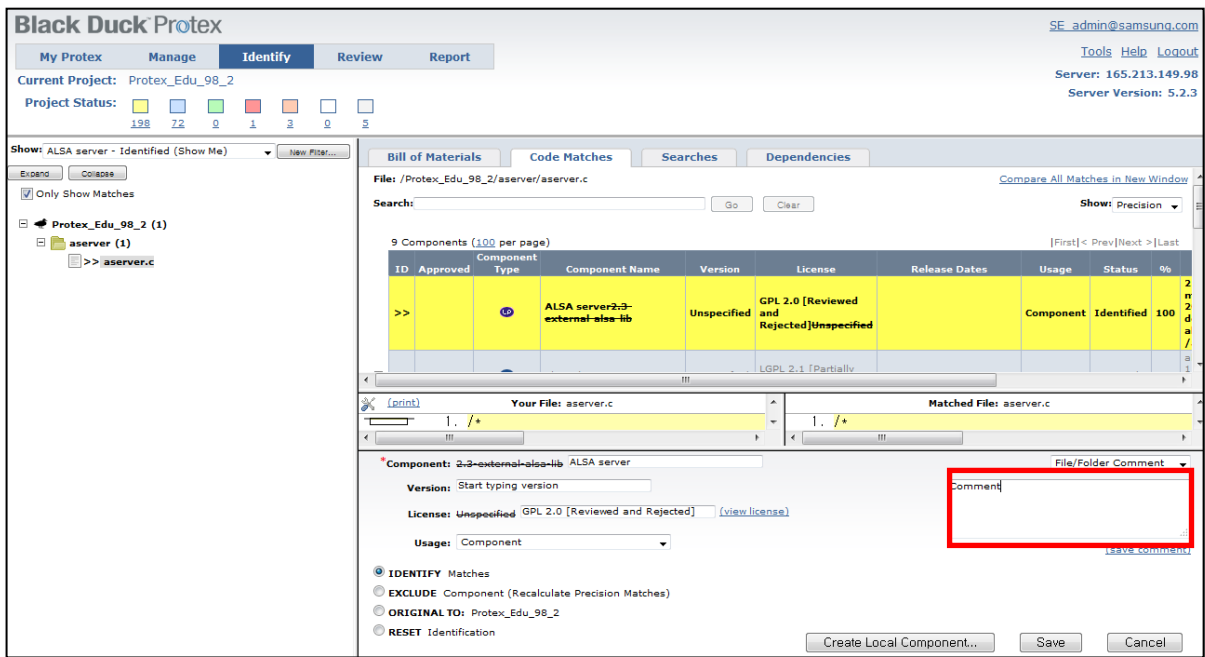 Black Duck Protex
SE_admin@samsung.com
My Protex Manage Identify Review Report
Tools Help Logout
Current Project: Protex_Edu_98_2
Server: 165.213.149.98
Project Status:
Server Version: 5.2.3
198 72 0 1 3 0 5
Show: ALSA server - Identified (Show Me) New Filter...
Expand Collapse
Only Show Matches
Protex_Edu_98_2 (1)
aserver (1)
>> aserver.c
Bill of Materials Code Matches Searches Dependencies
File: /Protex_Edu_98_2/aserver/aserver.c Compare All Matches in New Window
Search: Go Clear Show: Precision
9 Components (100 per page) |First|< Prev|Next >|Last
ID Approved Component Type Component Name Version License Release Dates Usage Status %
>> LP ALSA server2.3-external-alsa-lib Unspecified GPL 2.0 [Reviewed and Rejected]Unspecified Component Identified 100
LGPL 2.1 [Partially
(print) Your File: aserver.c Matched File: aserver.c
1. /* 1. /*
*Component: 2.3-external-alsa-lib ALSA server File/Folder Comment
Version: Start typing version Comment
License: Unspecified GPL 2.0 [Reviewed and Rejected] (view license)
Usage: Component (save comment)
IDENTIFY Matches
EXCLUDE Component (Recalculate Precision Matches)
ORIGINAL TO: Protex_Edu_98_2
RESET Identification
Create Local Component... Save Cancel